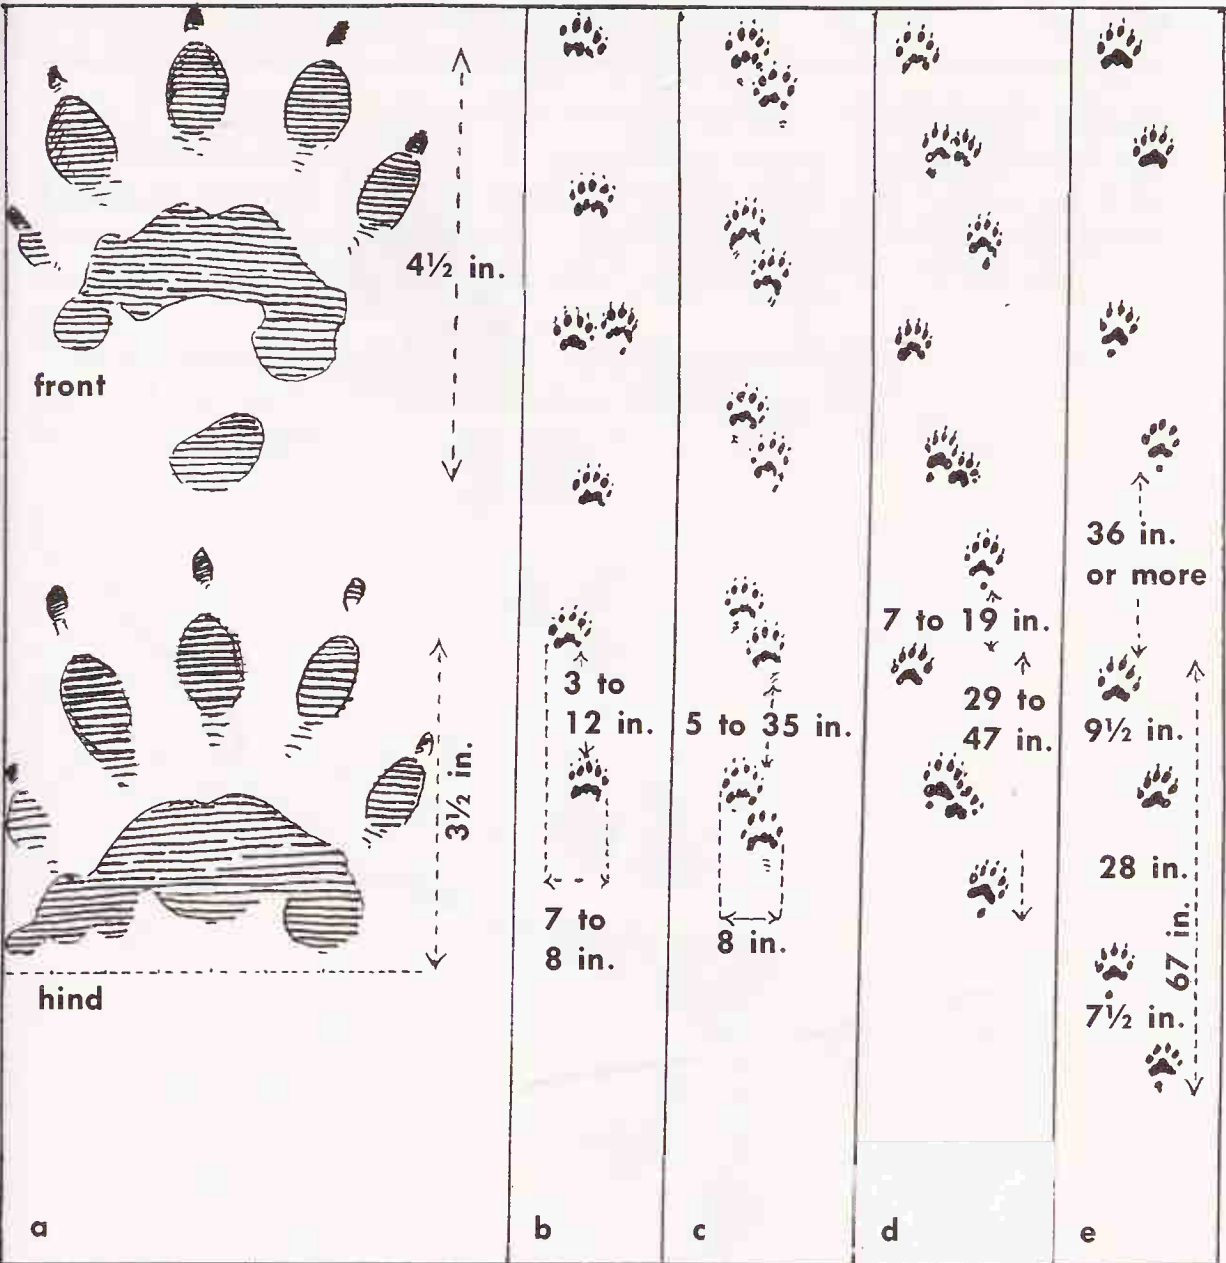 4½ in.
front
3½ in.
hind
a
3 to
12 in.
7 to
8 in.
b
5 to 35 in.
8 in.
c
7 to 19 in.
29 to
47 in.
d
36 in.
or more
9½ in.
28 in.
67 in.
7½ in.
e